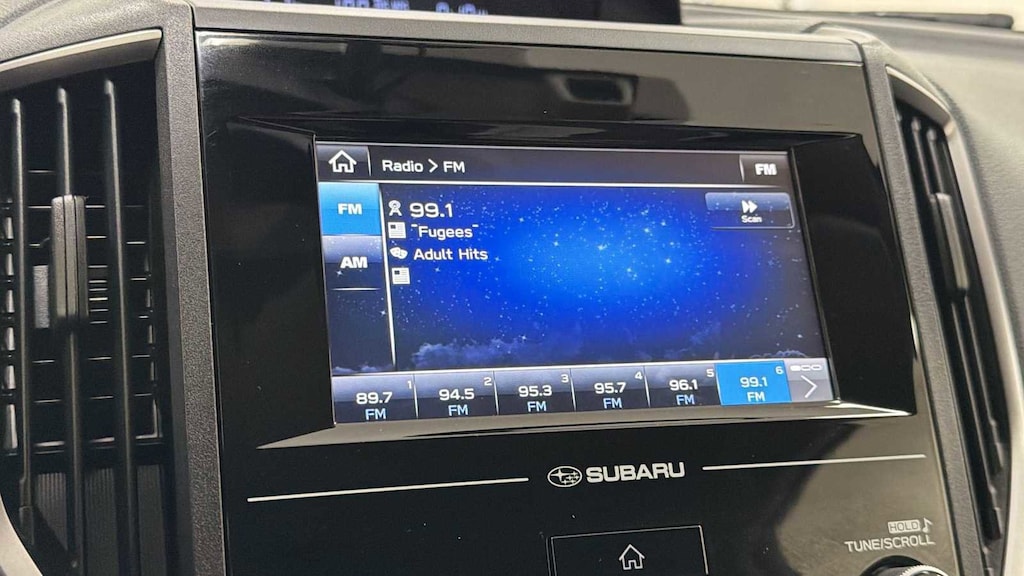 Radio > FM
FM
FM
99.1
"Fugees"
Scan
AM
Adult Hits
1 2 3 4 5 6
89.7 94.5 95.3 95.7 96.1 99.1
FM FM FM FM FM FM
SUBARU
HOLD
TUNE/SCROLL